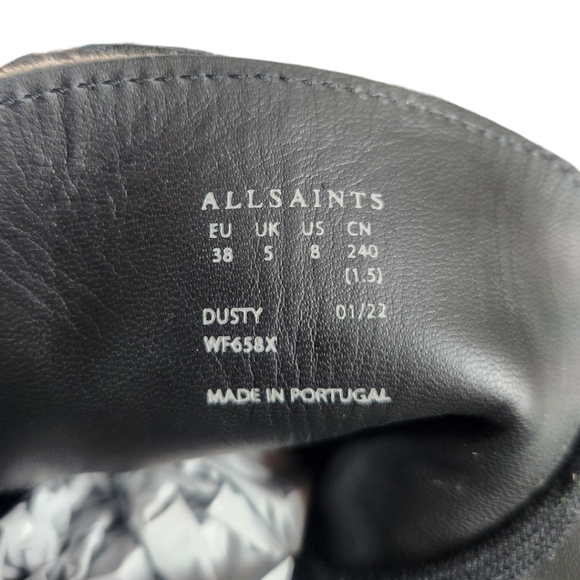 ALLSAINTS
EU UK US CN
38 5 8 240
(1.5)
DUSTY 01/22
WF658X
MADE IN PORTUGAL